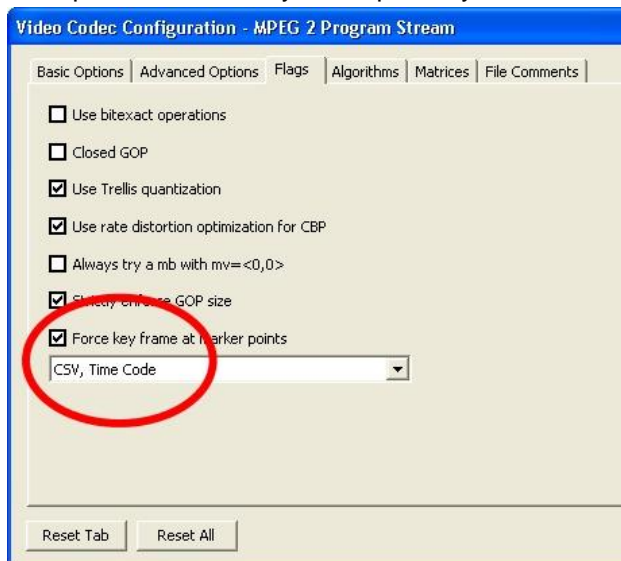 Video Codec Configuration - MPEG 2 Program Stream
Basic Options Advanced Options Flags Algorithms Matrices File Comments
Use bitexact operations
Closed GOP
Use Trellis quantization
Use rate distortion optimization for CBP
Always try a mb with mv=<0,0>
Strictly enforce GOP size
Force key frame at marker points
CSV, Time Code
Reset Tab Reset All